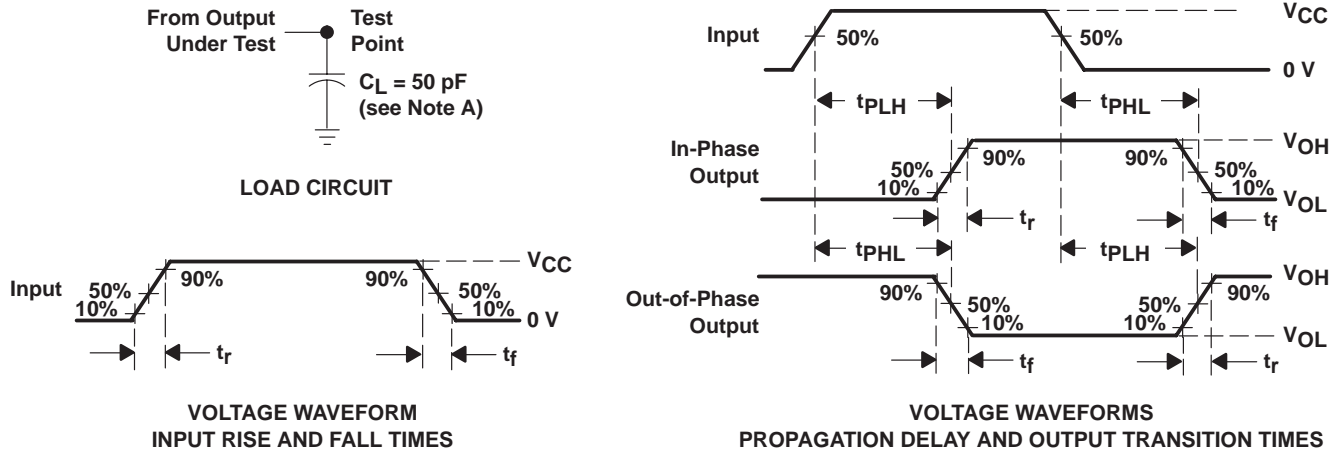 From Output
Under Test
Test
Point
CL = 50 pF
(see Note A)
LOAD CIRCUIT
Input
50%
10%
90%
90%
50%
10%
VCC
0 V
tr
tf
VOLTAGE WAVEFORM
INPUT RISE AND FALL TIMES
Input
50%
50%
VCC
0 V
tPLH
tPHL
In-Phase
Output
50%
10%
90%
90%
50%
10%
VOH
VOL
tr
tf
tPHL
tPLH
Out-of-Phase
Output
90%
50%
10%
50%
10%
90%
VOH
VOL
tf
tr
VOLTAGE WAVEFORMS
PROPAGATION DELAY AND OUTPUT TRANSITION TIMES